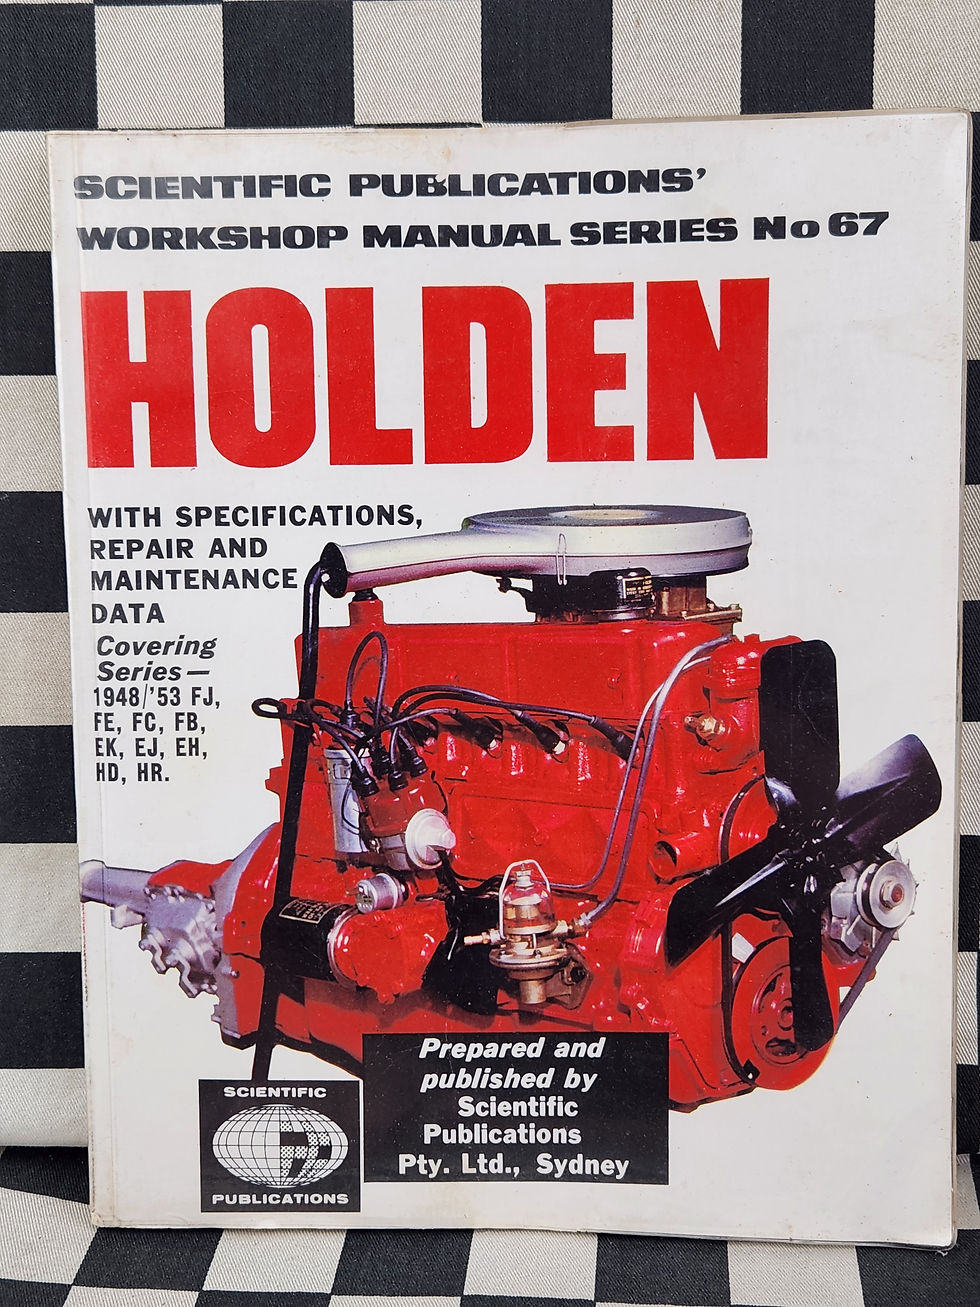 SCIENTIFIC PUBLICATIONS'
WORKSHOP MANUAL SERIES No 67
HOLDEN
WITH SPECIFICATIONS,
REPAIR AND
MAINTENANCE
DATA
Covering
Series —
1948/'53 FJ,
FE, FC, FB,
EK, EJ, EH,
HD, HR.
Prepared and
published by
Scientific
Publications
Pty. Ltd., Sydney
SCIENTIFIC
PUBLICATIONS